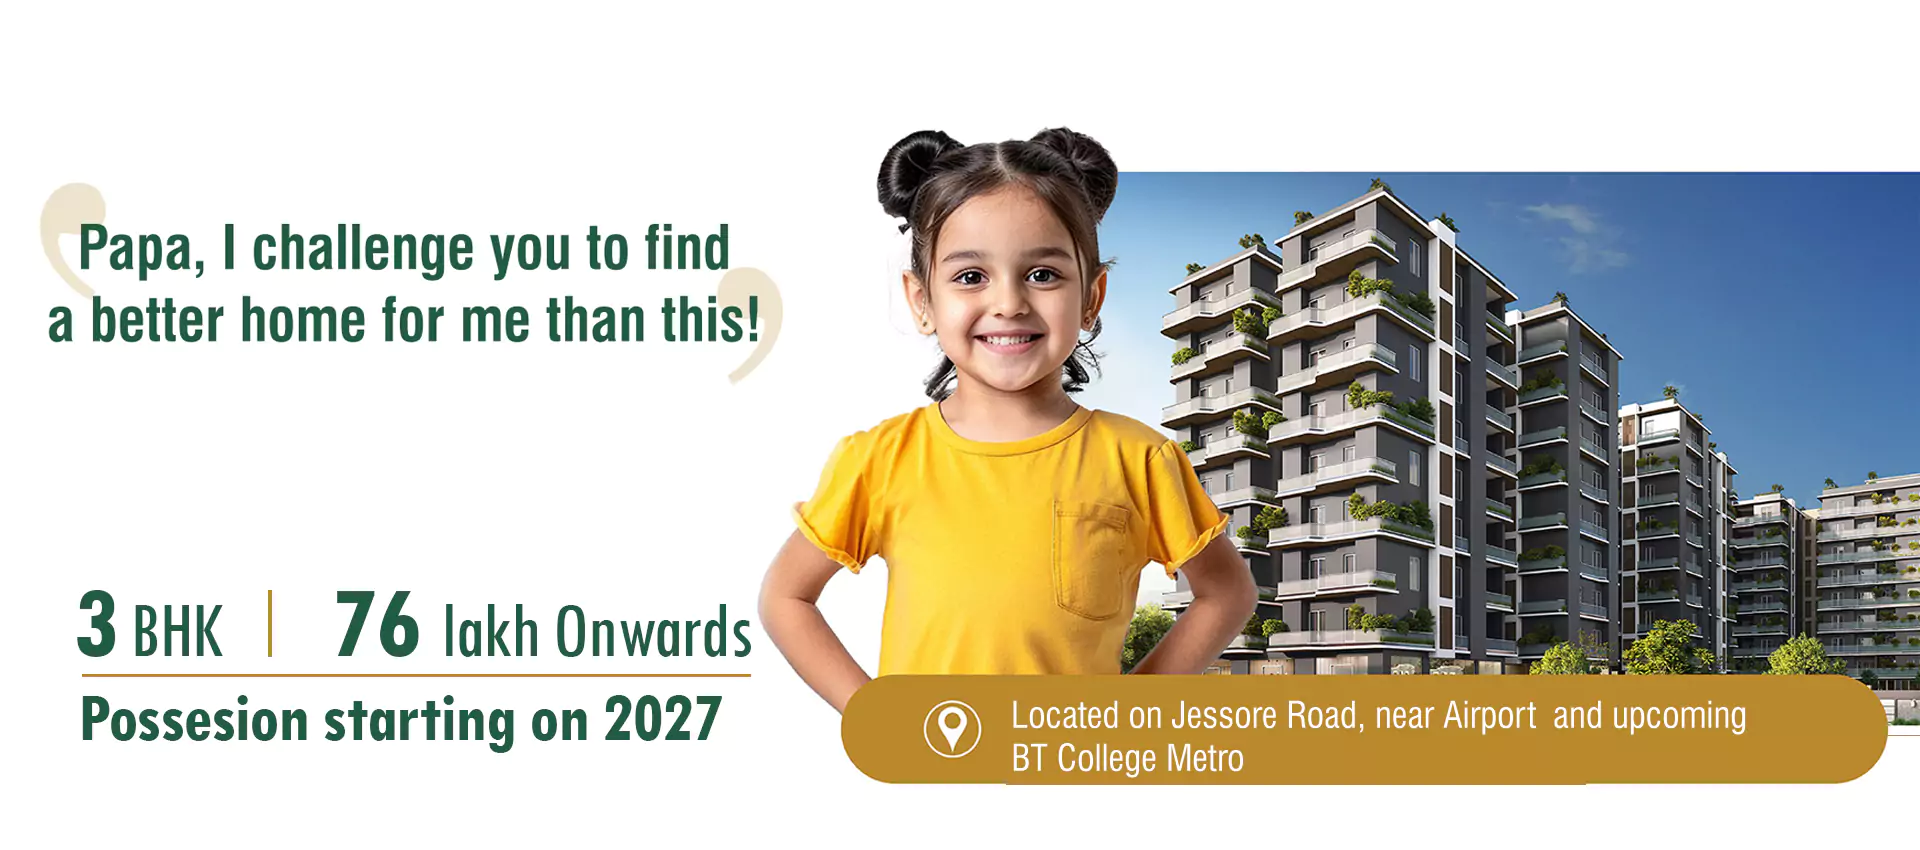 Papa, I challenge you to find
a better home for me than this!
3 BHK | 76 lakh Onwards
Possesion starting on 2027
Located on Jessore Road, near Airport and upcoming
BT College Metro